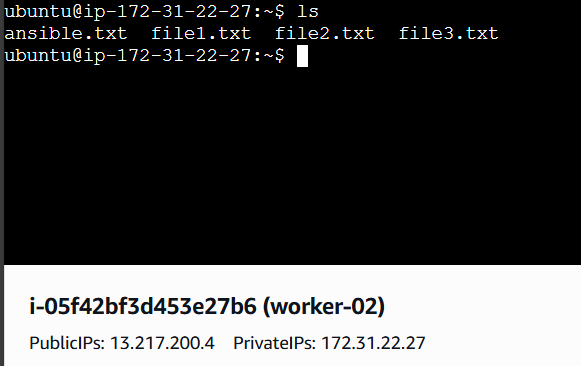 ubuntu@ip-172-31-22-27:~$ ls
ansible.txt  file1.txt  file2.txt  file3.txt
ubuntu@ip-172-31-22-27:~$
i-05f42bf3d453e27b6 (worker-02)
PublicIPs: 13.217.200.4    PrivateIPs: 172.31.22.27